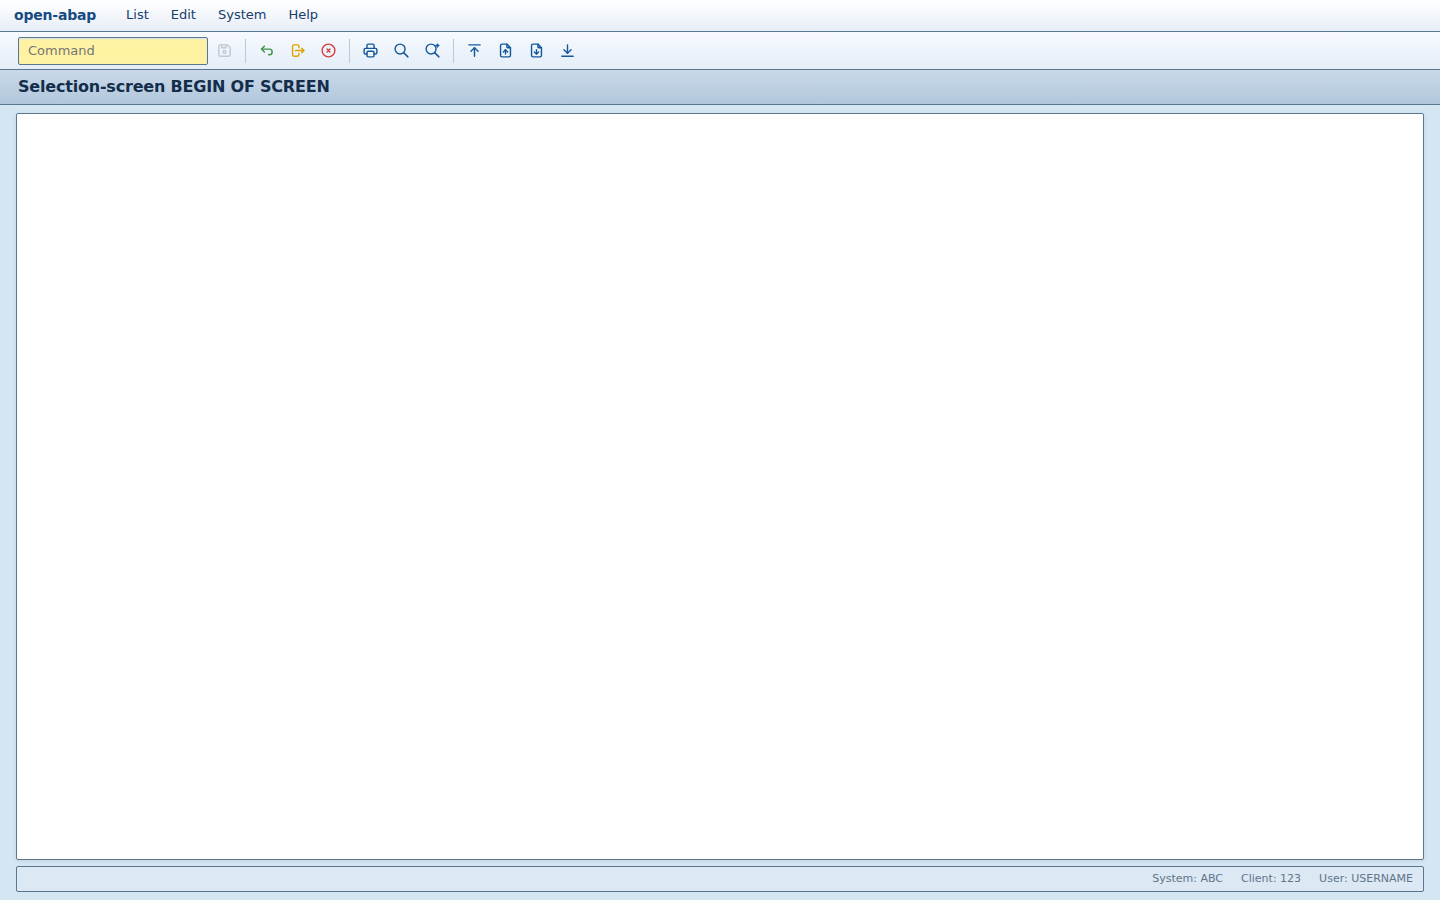 open-abap List Edit System Help
Command
Selection-screen BEGIN OF SCREEN
System: ABC Client: 123 User: USERNAME